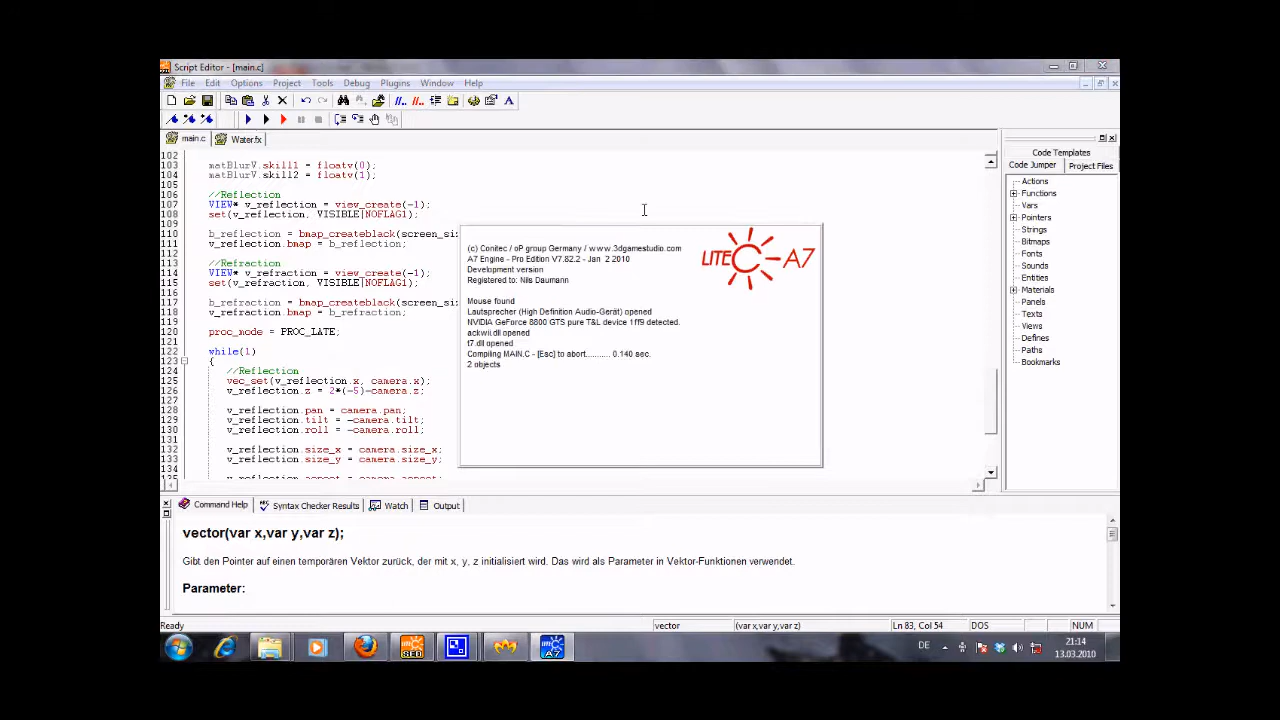 Script Editor - [main.c]
File Edit Options Project Tools Debug Plugins Window Help
main.c Water.fx
102
103 matBlurV.skill1 = floatv(0);
104 matBlurV.skill2 = floatv(1);
105
106 //Reflection
107 VIEW* v_reflection = view_create(-1);
108 set(v_reflection, VISIBLE|NOFLAG1);
109
110 b_reflection = bmap_createblack(screen_si
111 v_reflection.bmap = b_reflection;
112
113 //Refraction
114 VIEW* v_refraction = view_create(-1);
115 set(v_refraction, VISIBLE|NOFLAG1);
116
117 b_refraction = bmap_createblack(screen_si
118 v_refraction.bmap = b_refraction;
119
120 proc_mode = PROC_LATE;
121
122 while(1)
123 {
124 //Reflection
125 vec_set(v_reflection.x, camera.x);
126 v_reflection.z = 2*(-5)-camera.z;
127
128 v_reflection.pan = camera.pan;
129 v_reflection.tilt = -camera.tilt;
130 v_reflection.roll = -camera.roll;
131
132 v_reflection.size_x = camera.size_x;
133 v_reflection.size_y = camera.size_y;
134
(c) Conitec / oP group Germany / www.3dgamestudio.com
A7 Engine - Pro Edition V7.82.2 - Jan 2 2010
Development version
Registered to: Nils Daumann
Mouse found
Lautsprecher (High Definition Audio-Gerät) opened
NVIDIA GeForce 8800 GTS pure T&L device 1ff9 detected.
ackwii.dll opened
t7.dll opened
Compiling MAIN.C - [Esc] to abort.......... 0.140 sec.
2 objects
LITE C A7
Code Templates
Code Jumper Project Files
Actions
Functions
Vars
Pointers
Strings
Bitmaps
Fonts
Sounds
Entities
Materials
Panels
Texts
Views
Defines
Paths
Bookmarks
Command Help Syntax Checker Results Watch Output
vector(var x,var y,var z);
Gibt den Pointer auf einen temporären Vektor zurück, der mit x, y, z initialisiert wird. Das wird als Parameter in Vektor-Funktionen verwendet.
Parameter:
Ready vector (var x,var y,var z) Ln 83, Col 54 DOS NUM
SED A7 DE 21:14
13.03.2010